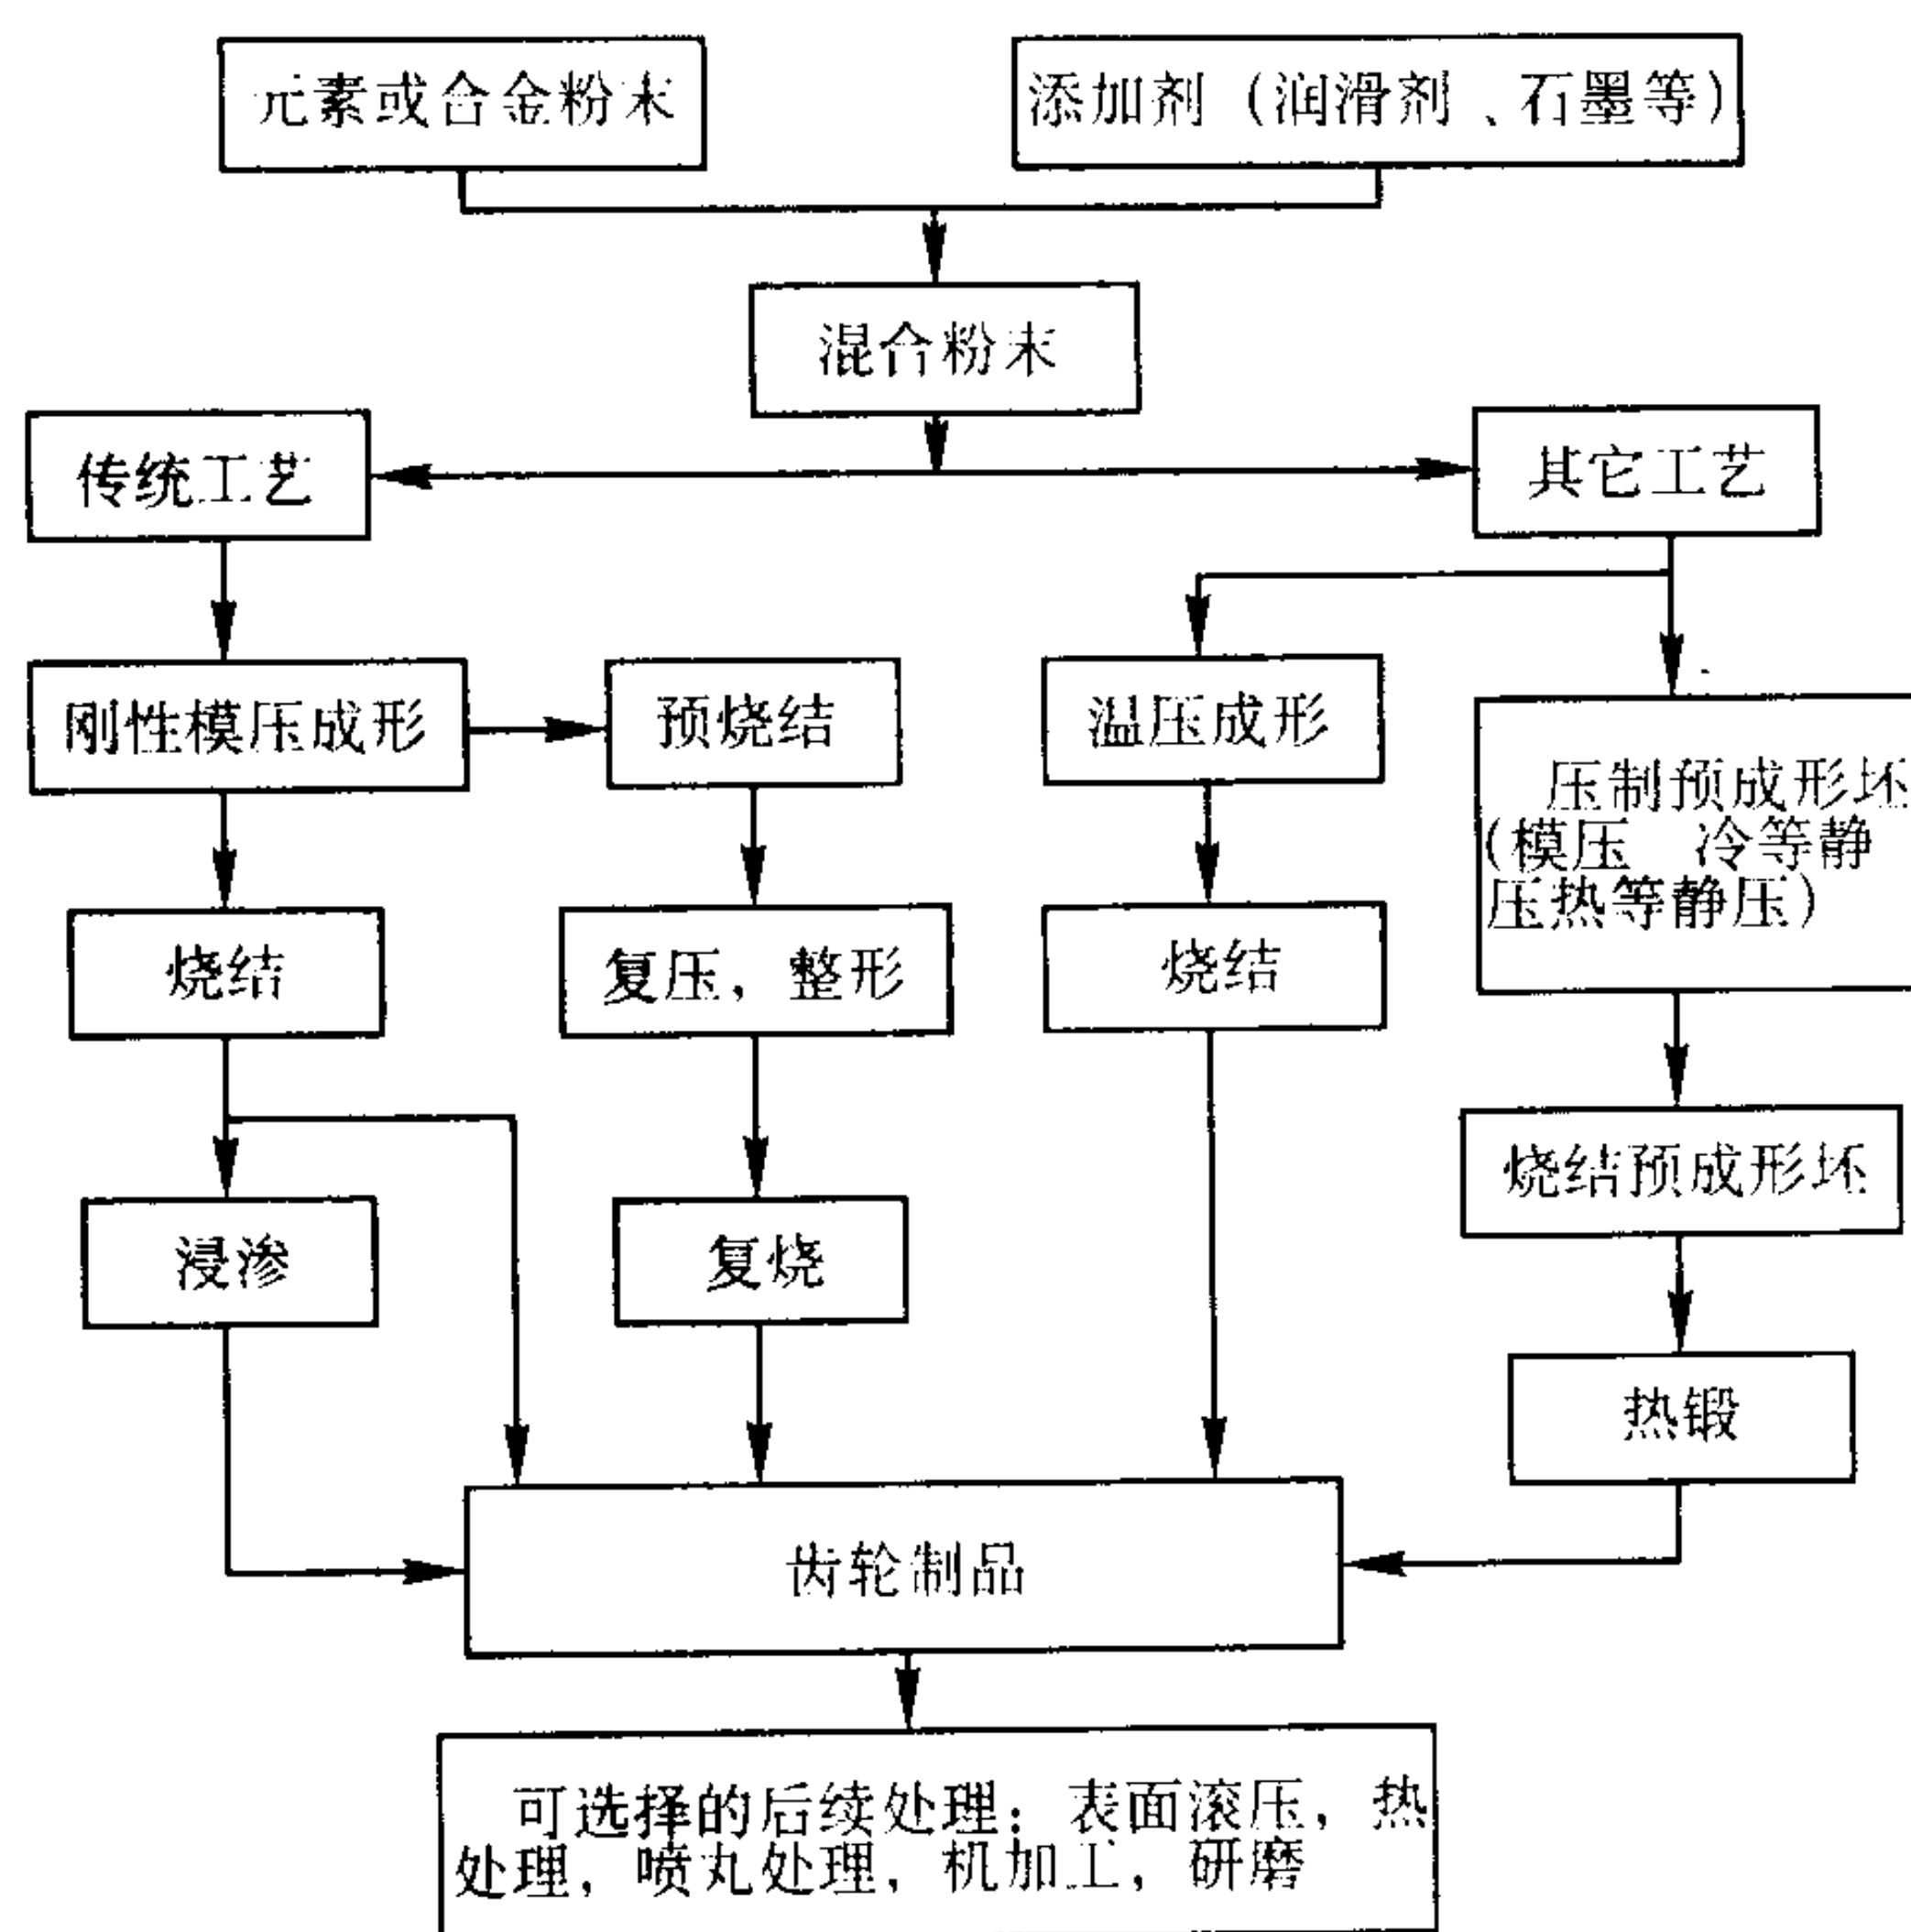 元素或合金粉末
添加剂（润滑剂、石墨等）
混合粉末
传统工艺
其它工艺
刚性模压成形
预烧结
温压成形
压制预成形坯
（模压 冷等静
压热等静压）
烧结
复压，整形
烧结
烧结预成形坯
浸渗
复烧
热锻
齿轮制品
可选择的后续处理：表面滚压，热
处理，喷丸处理，机加工，研磨